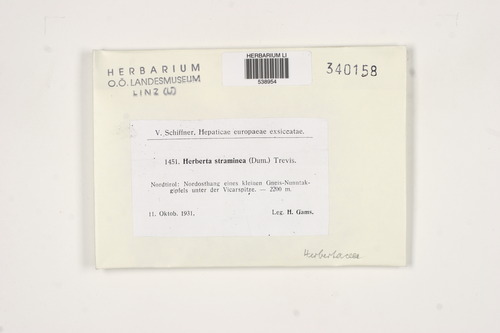 HERBARIUM
O.Ö. LANDESMUSEUM
LINZ (LI)
HERBARIUM LI
538954
340158
V. Schiffner, Hepaticae europaeae exsiccatae.
1451. Herberta straminea (Dum.) Trevis.
Nordtirol: Nordosthang eines kleinen Gneis-Nunatak-
gipfels unter der Vicarspitze. — 2200 m.
11. Oktob. 1931.
Leg. H. Gams.
Herbertaceae